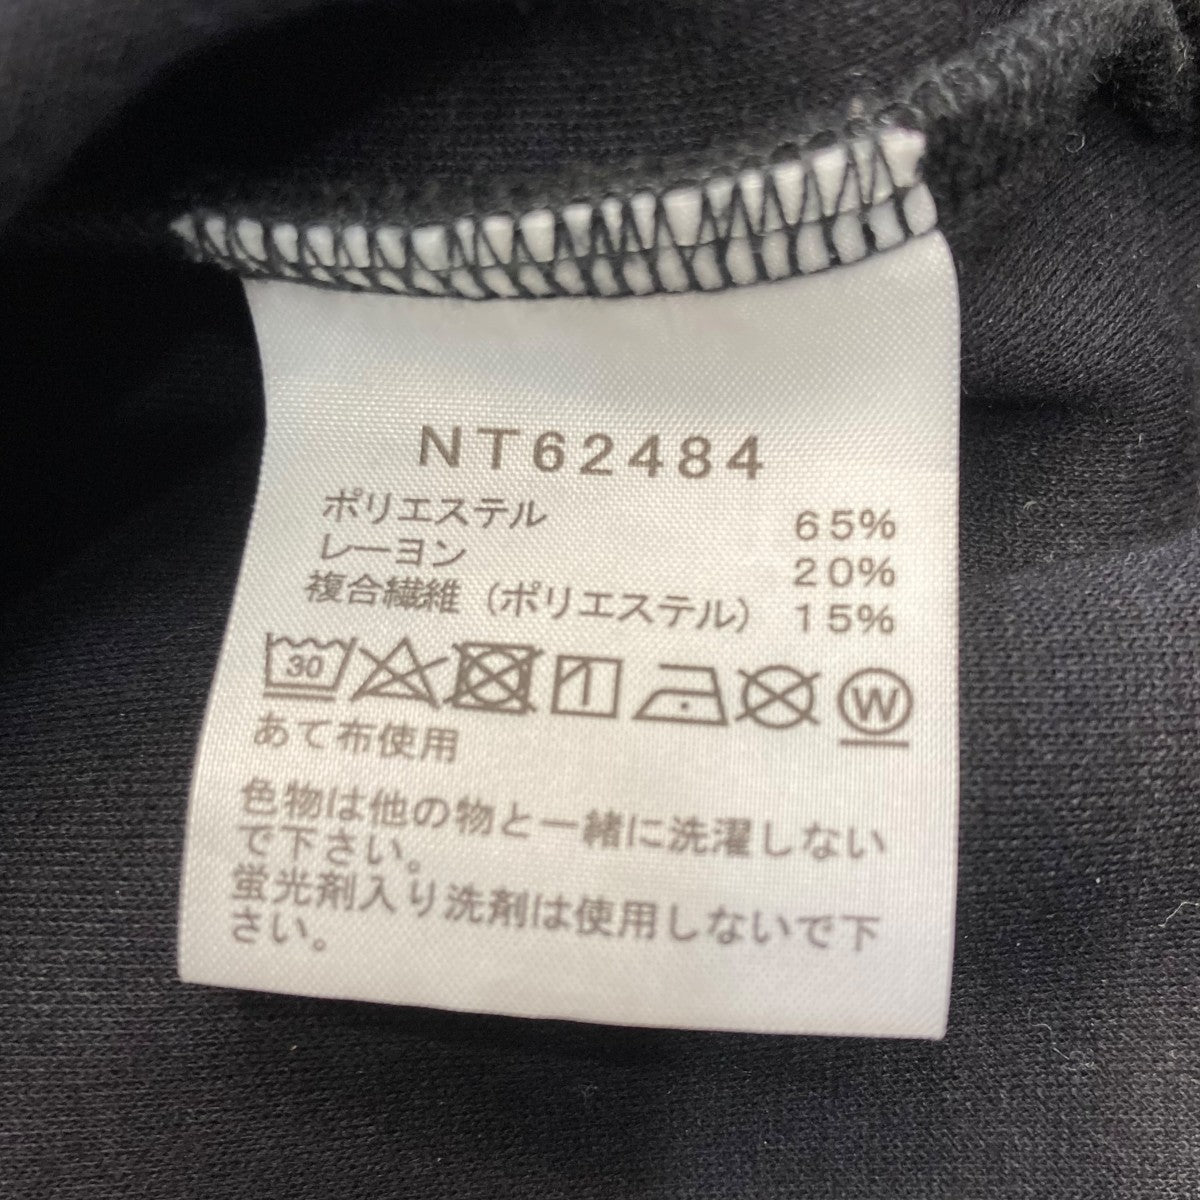 NT62484
ポリエステル 65%
レーヨン 20%
複合繊維（ポリエステル） 15%
30 W
あて布使用
色物は他の物と一緒に洗濯しない
で下さい。
蛍光剤入り洗剤は使用しないで下
さい。